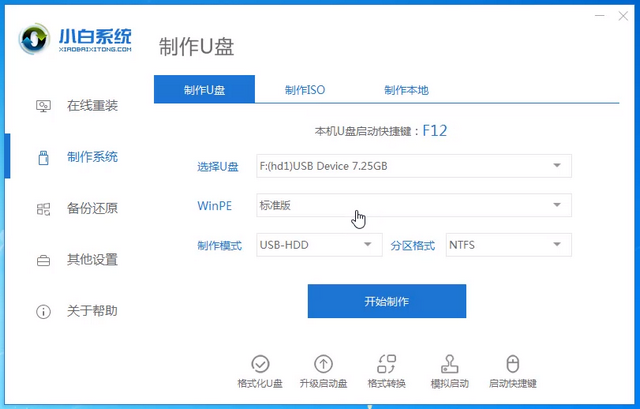 小白系统
XIAOBAIXITONG.COM
制作U盘
制作U盘
制作ISO
制作本地
在线重装
制作系统
备份还原
其他设置
关于帮助
本机U盘启动快捷键：F12
选择U盘 F:(hd1)USB Device 7.25GB
WinPE 标准版
制作模式 USB-HDD 分区格式 NTFS
开始制作
格式化U盘 升级启动盘 格式转换 模拟启动 启动快捷键